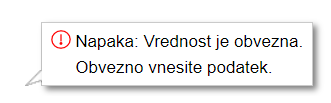 Napaka: Vrednost je obvezna.
Obvezno vnesite podatek.